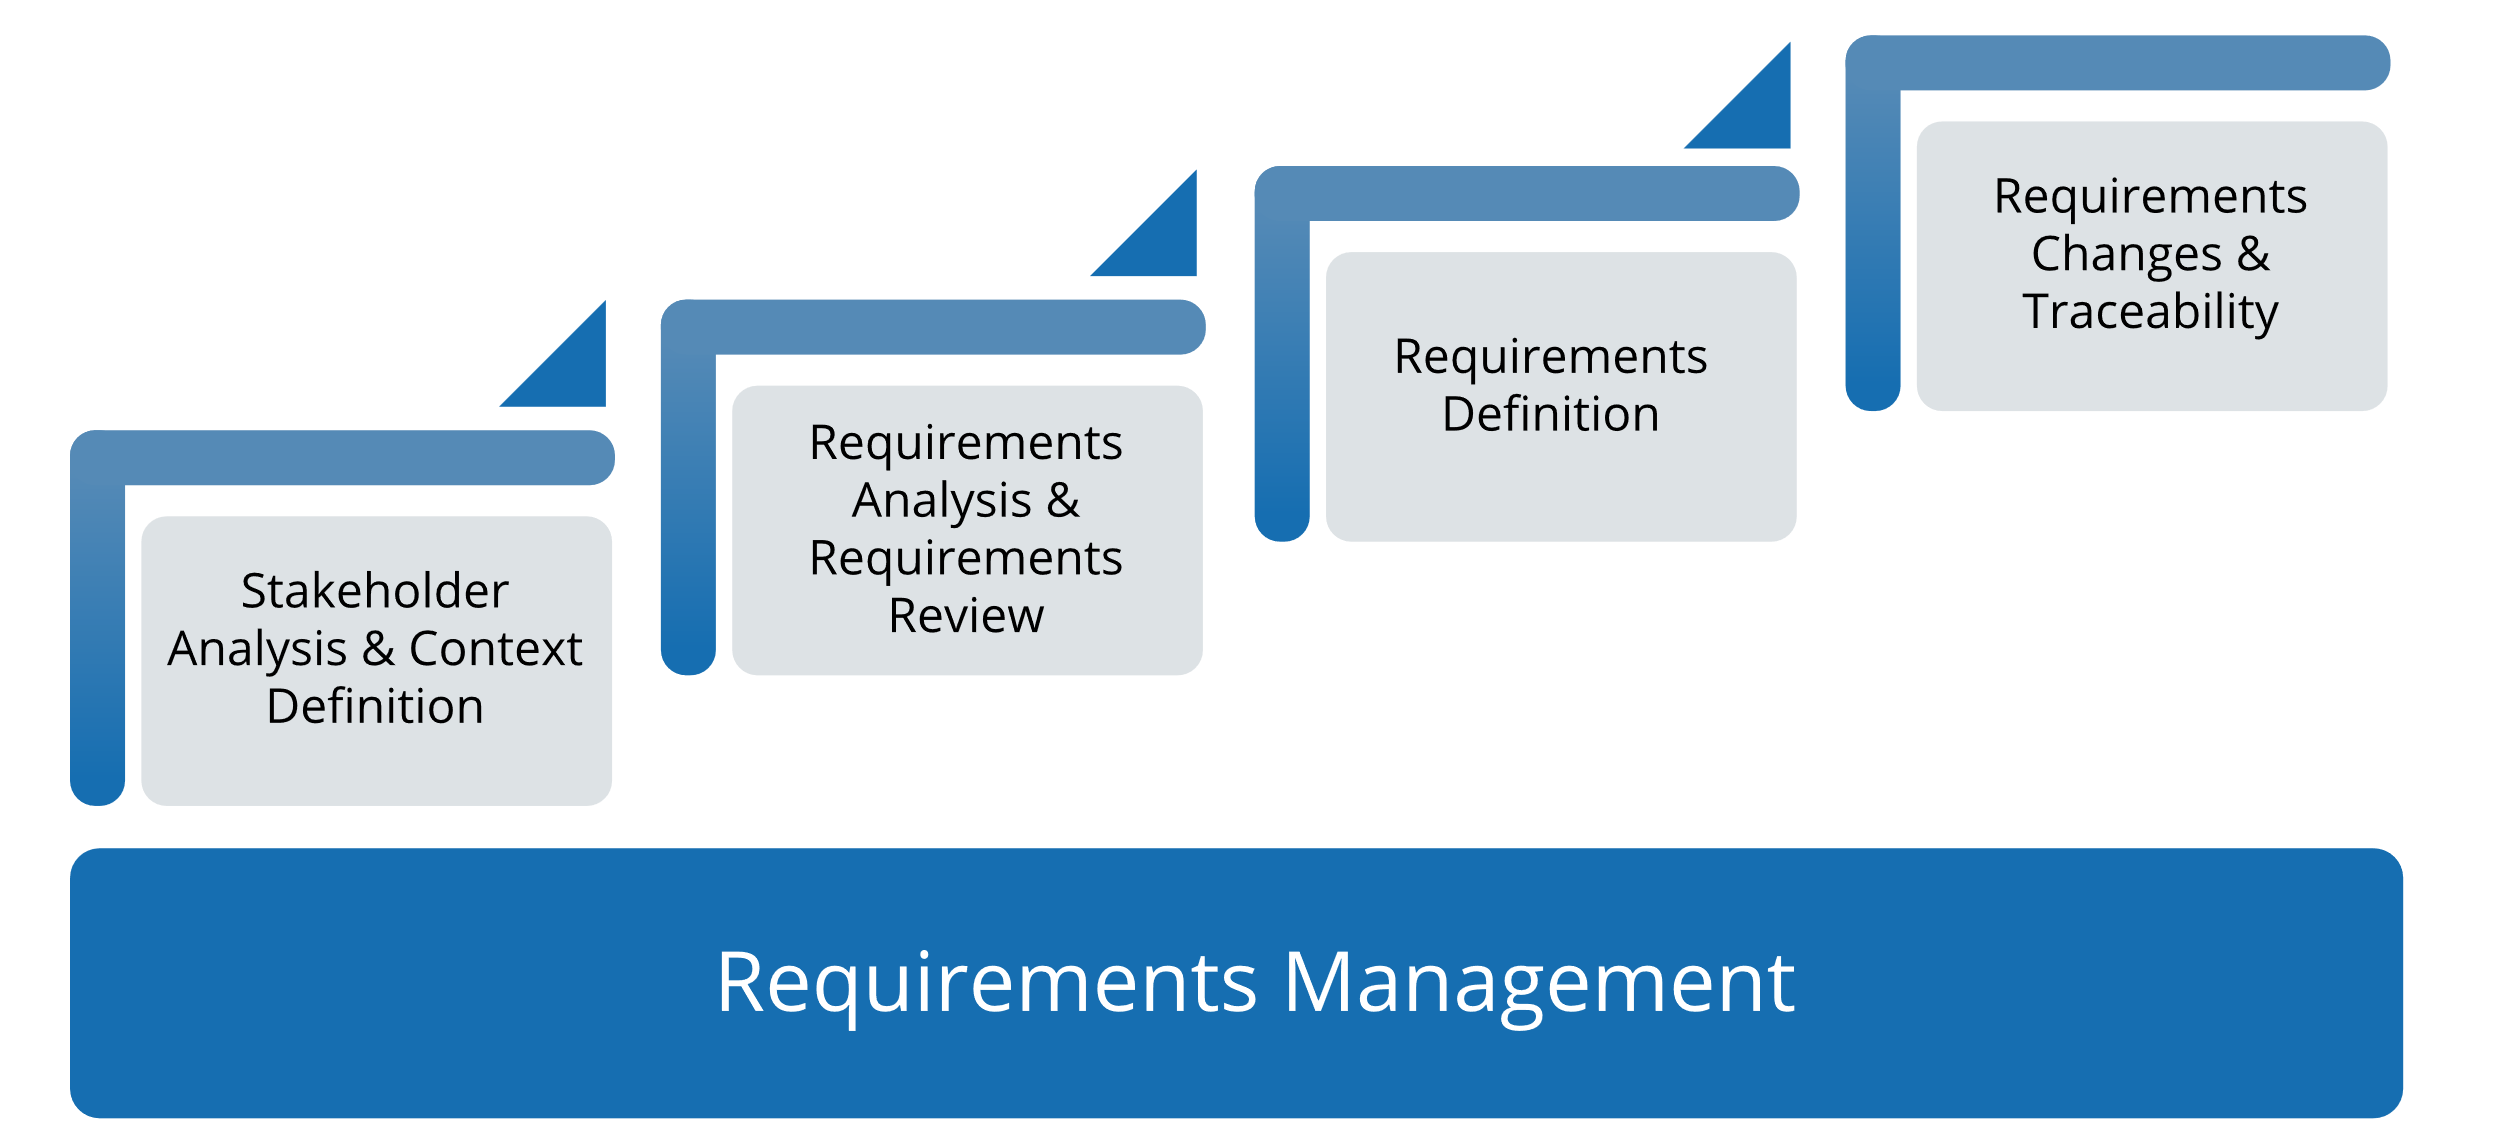 Stakeholder
Analysis & Context
Definition
Requirements
Analysis &
Requirements
Review
Requirements
Definition
Requirements
Changes &
Traceability
Requirements Management